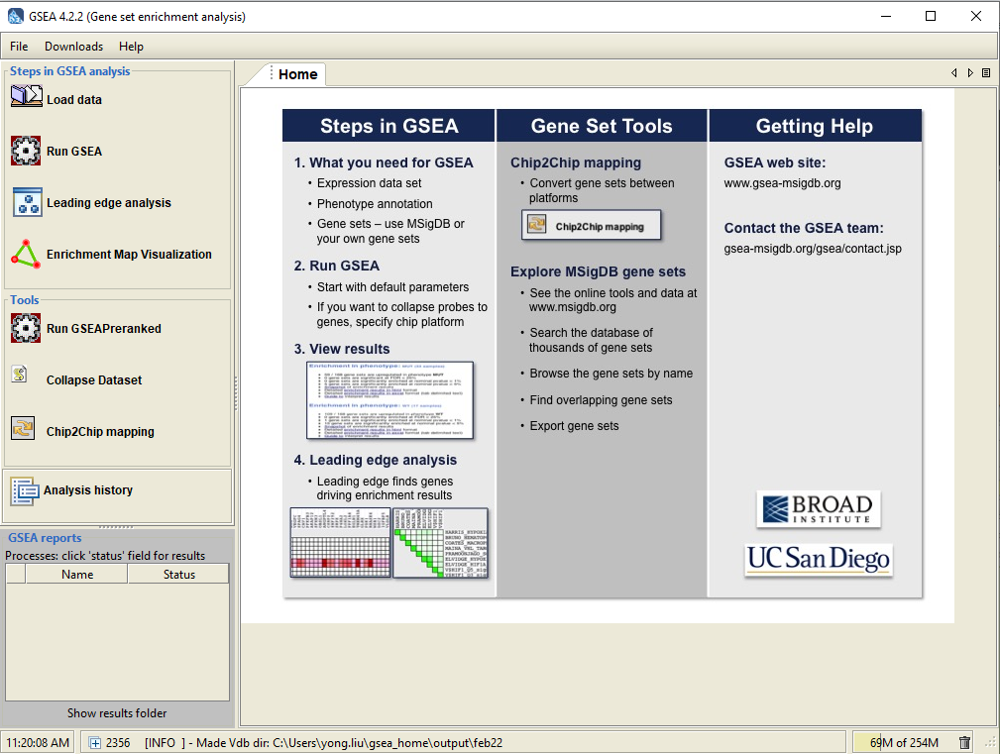 GSEA 4.2.2 (Gene set enrichment analysis)
File Downloads Help
Steps in GSEA analysis
Load data
Run GSEA
Leading edge analysis
Enrichment Map Visualization
Tools
Run GSEAPreranked
Collapse Dataset
Chip2Chip mapping
Analysis history
GSEA reports
Processes: click 'status' field for results
Name Status
Show results folder
Home
Steps in GSEA
1. What you need for GSEA
• Expression data set
• Phenotype annotation
• Gene sets – use MSigDB or
your own gene sets
2. Run GSEA
• Start with default parameters
• If you want to collapse probes to
genes, specify chip platform
3. View results
4. Leading edge analysis
• Leading edge finds genes
driving enrichment results
Gene Set Tools
Chip2Chip mapping
• Convert gene sets between
platforms
Chip2Chip mapping
Explore MSigDB gene sets
• See the online tools and data at
www.msigdb.org
• Search the database of
thousands of gene sets
• Browse the gene sets by name
• Find overlapping gene sets
• Export gene sets
Getting Help
GSEA web site:
www.gsea-msigdb.org
Contact the GSEA team:
gsea-msigdb.org/gsea/contact.jsp
BROAD
INSTITUTE
UC San Diego
11:20:08 AM
2356 [INFO ] - Made Vdb dir: C:\Users\yong.liu\gsea_home\output\feb22
69M of 254M